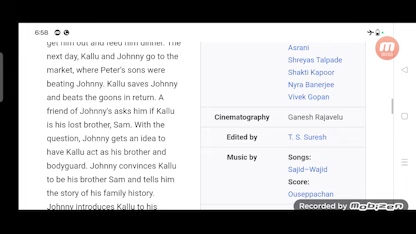 6:58
get him out and feed him dinner. The
next day, Kallu and Johnny go to the
market, where Peter's sons were
beating Johnny. Kallu saves Johnny
and beats the goons in return. A
friend of Johnny's asks him if Kallu
is his lost brother, Sam. With the
question, Johnny gets an idea to
have Kallu act as his brother and
bodyguard. Johnny convinces Kallu
to be his brother Sam and tells him
the story of his family history.
Johnny introduces Kallu to his
Asrani
Shreyas Talpade
Shakti Kapoor
Nyra Banerjee
Vivek Gopan
Cinematography Ganesh Rajavelu
Edited by T. S. Suresh
Music by Songs:
Sajid–Wajid
Score:
Ouseppachan
Recorded by Mobizen